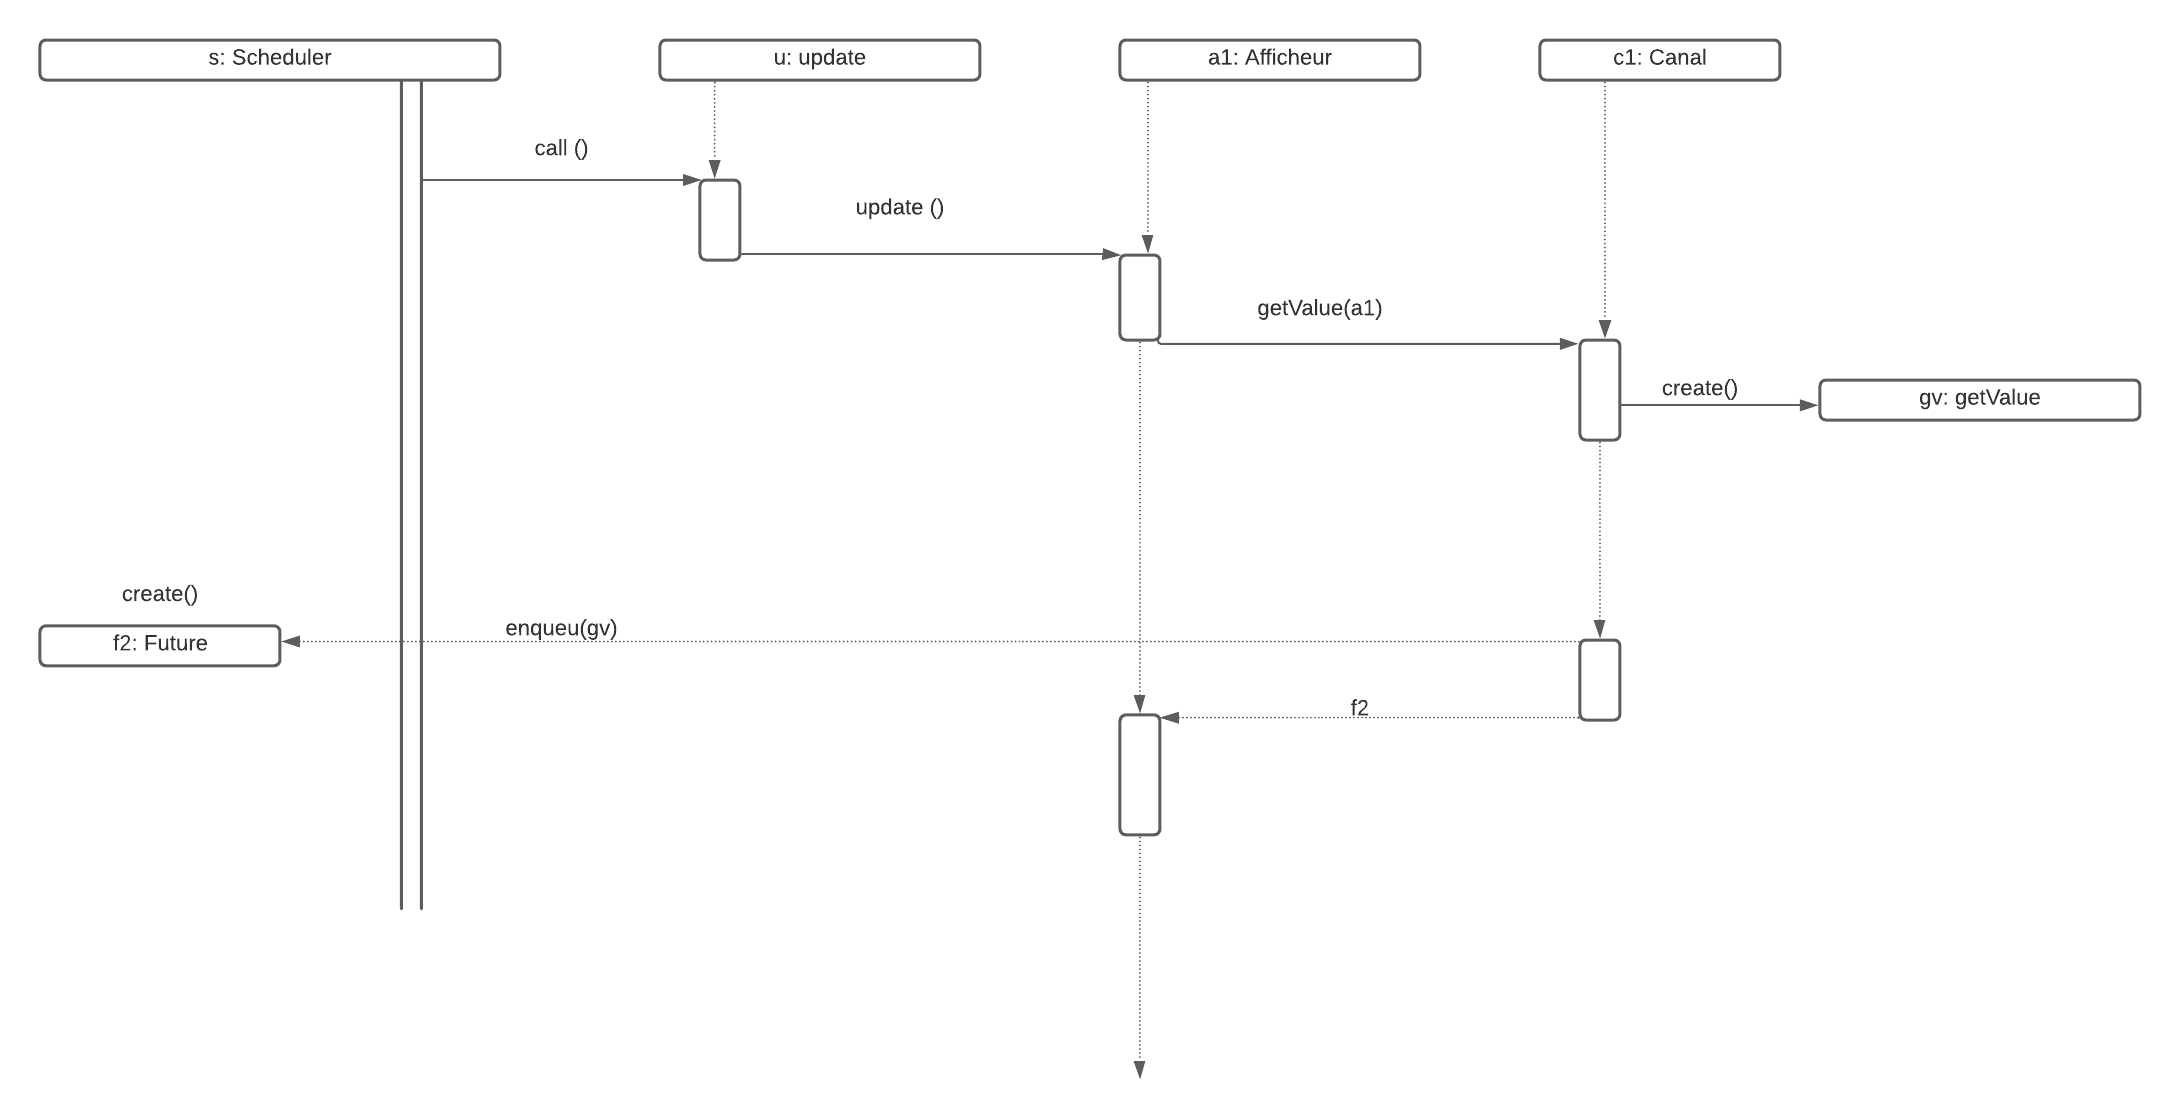 s: Scheduler
u: update
a1: Afficheur
c1: Canal
call ()
update ()
getValue(a1)
create()
gv: getValue
create()
f2: Future
enqueu(gv)
f2